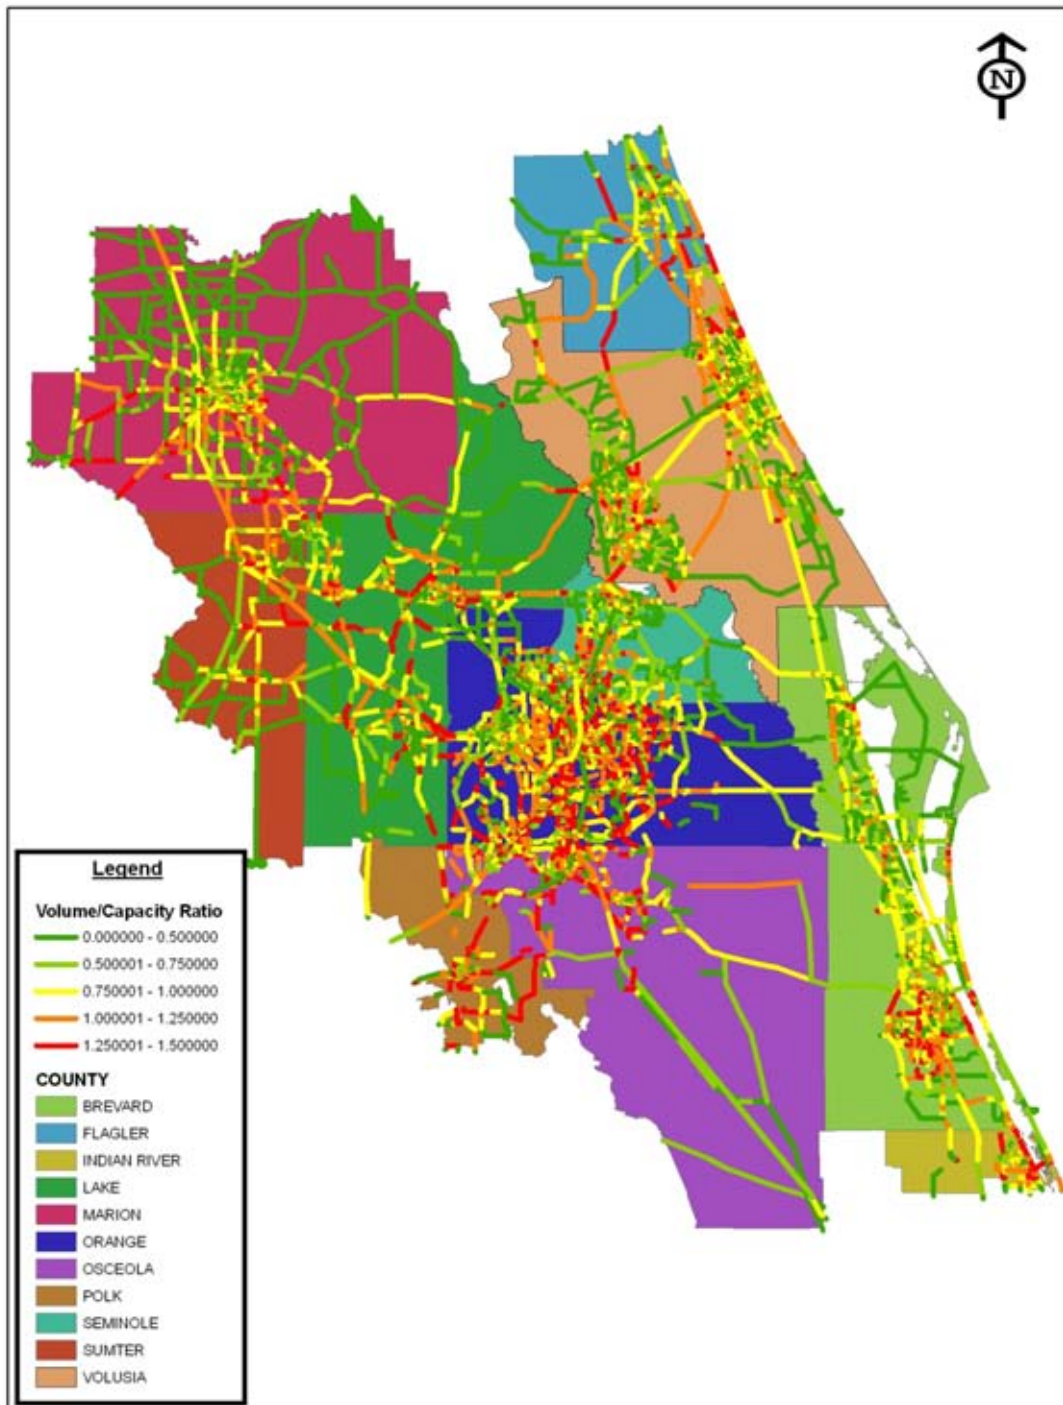 N
Legend
Volume/Capacity Ratio
0.000000 - 0.500000
0.500001 - 0.750000
0.750001 - 1.000000
1.000001 - 1.250000
1.250001 - 1.500000
COUNTY
BREVARD
FLAGLER
INDIAN RIVER
LAKE
MARION
ORANGE
OSCEOLA
POLK
SEMINOLE
SUMTER
VOLUSIA